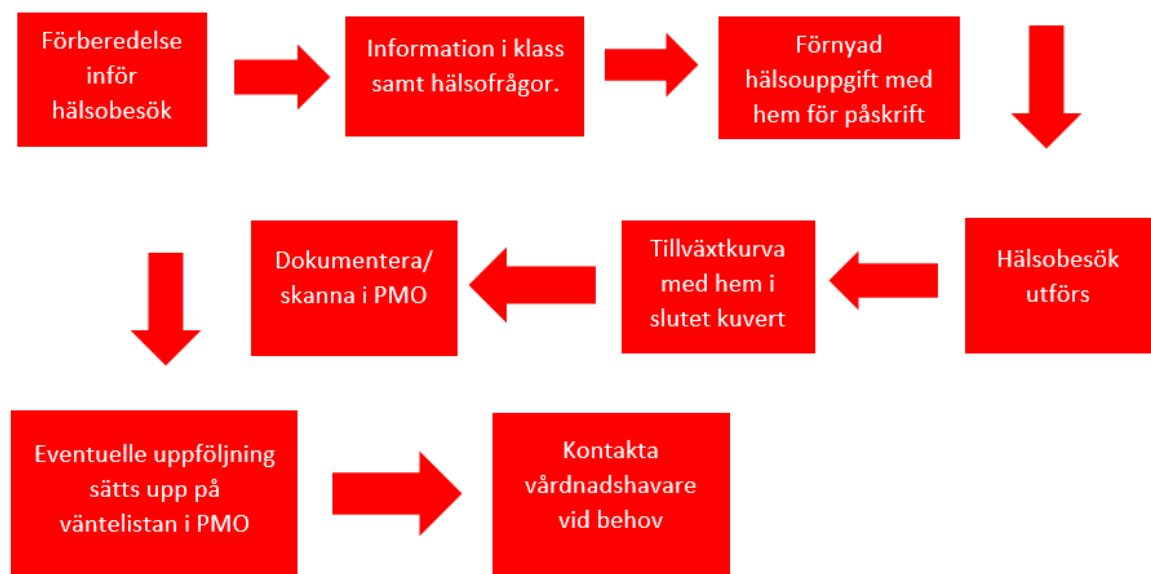 Förberedelse
inför
hälsobesök
Information i klass
samt hälsofrågor.
Förnyad
hälsouppgift med
hem för påskrift
Hälsobesök
utförs
Tillväxtkurva
med hem i
slutet kuvert
Dokumentera/
skanna i PMO
Eventuelle uppföljning
sätts upp på
väntelistan i PMO
Kontakta
vårdnadshavare
vid behov